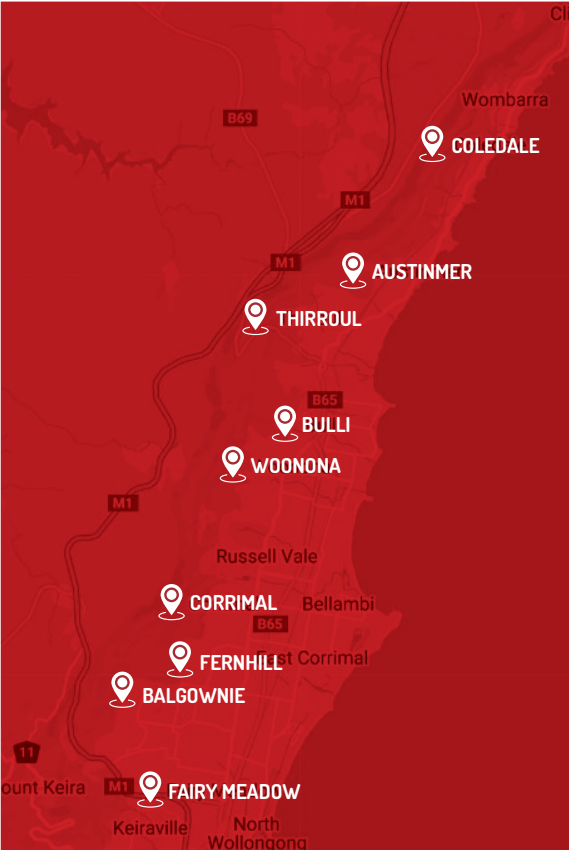 Cli
Wombarra
B69
COLEDALE
M1
M1
AUSTINMER
THIRROUL
B65
BULLI
WOONONA
M1
Russell Vale
CORRIMAL
Bellambi
B65
FERNHILL
East Corrimal
BALGOWNIE
11
ount Keira
M1
FAIRY MEADOW
Keiraville
North
Wollongong